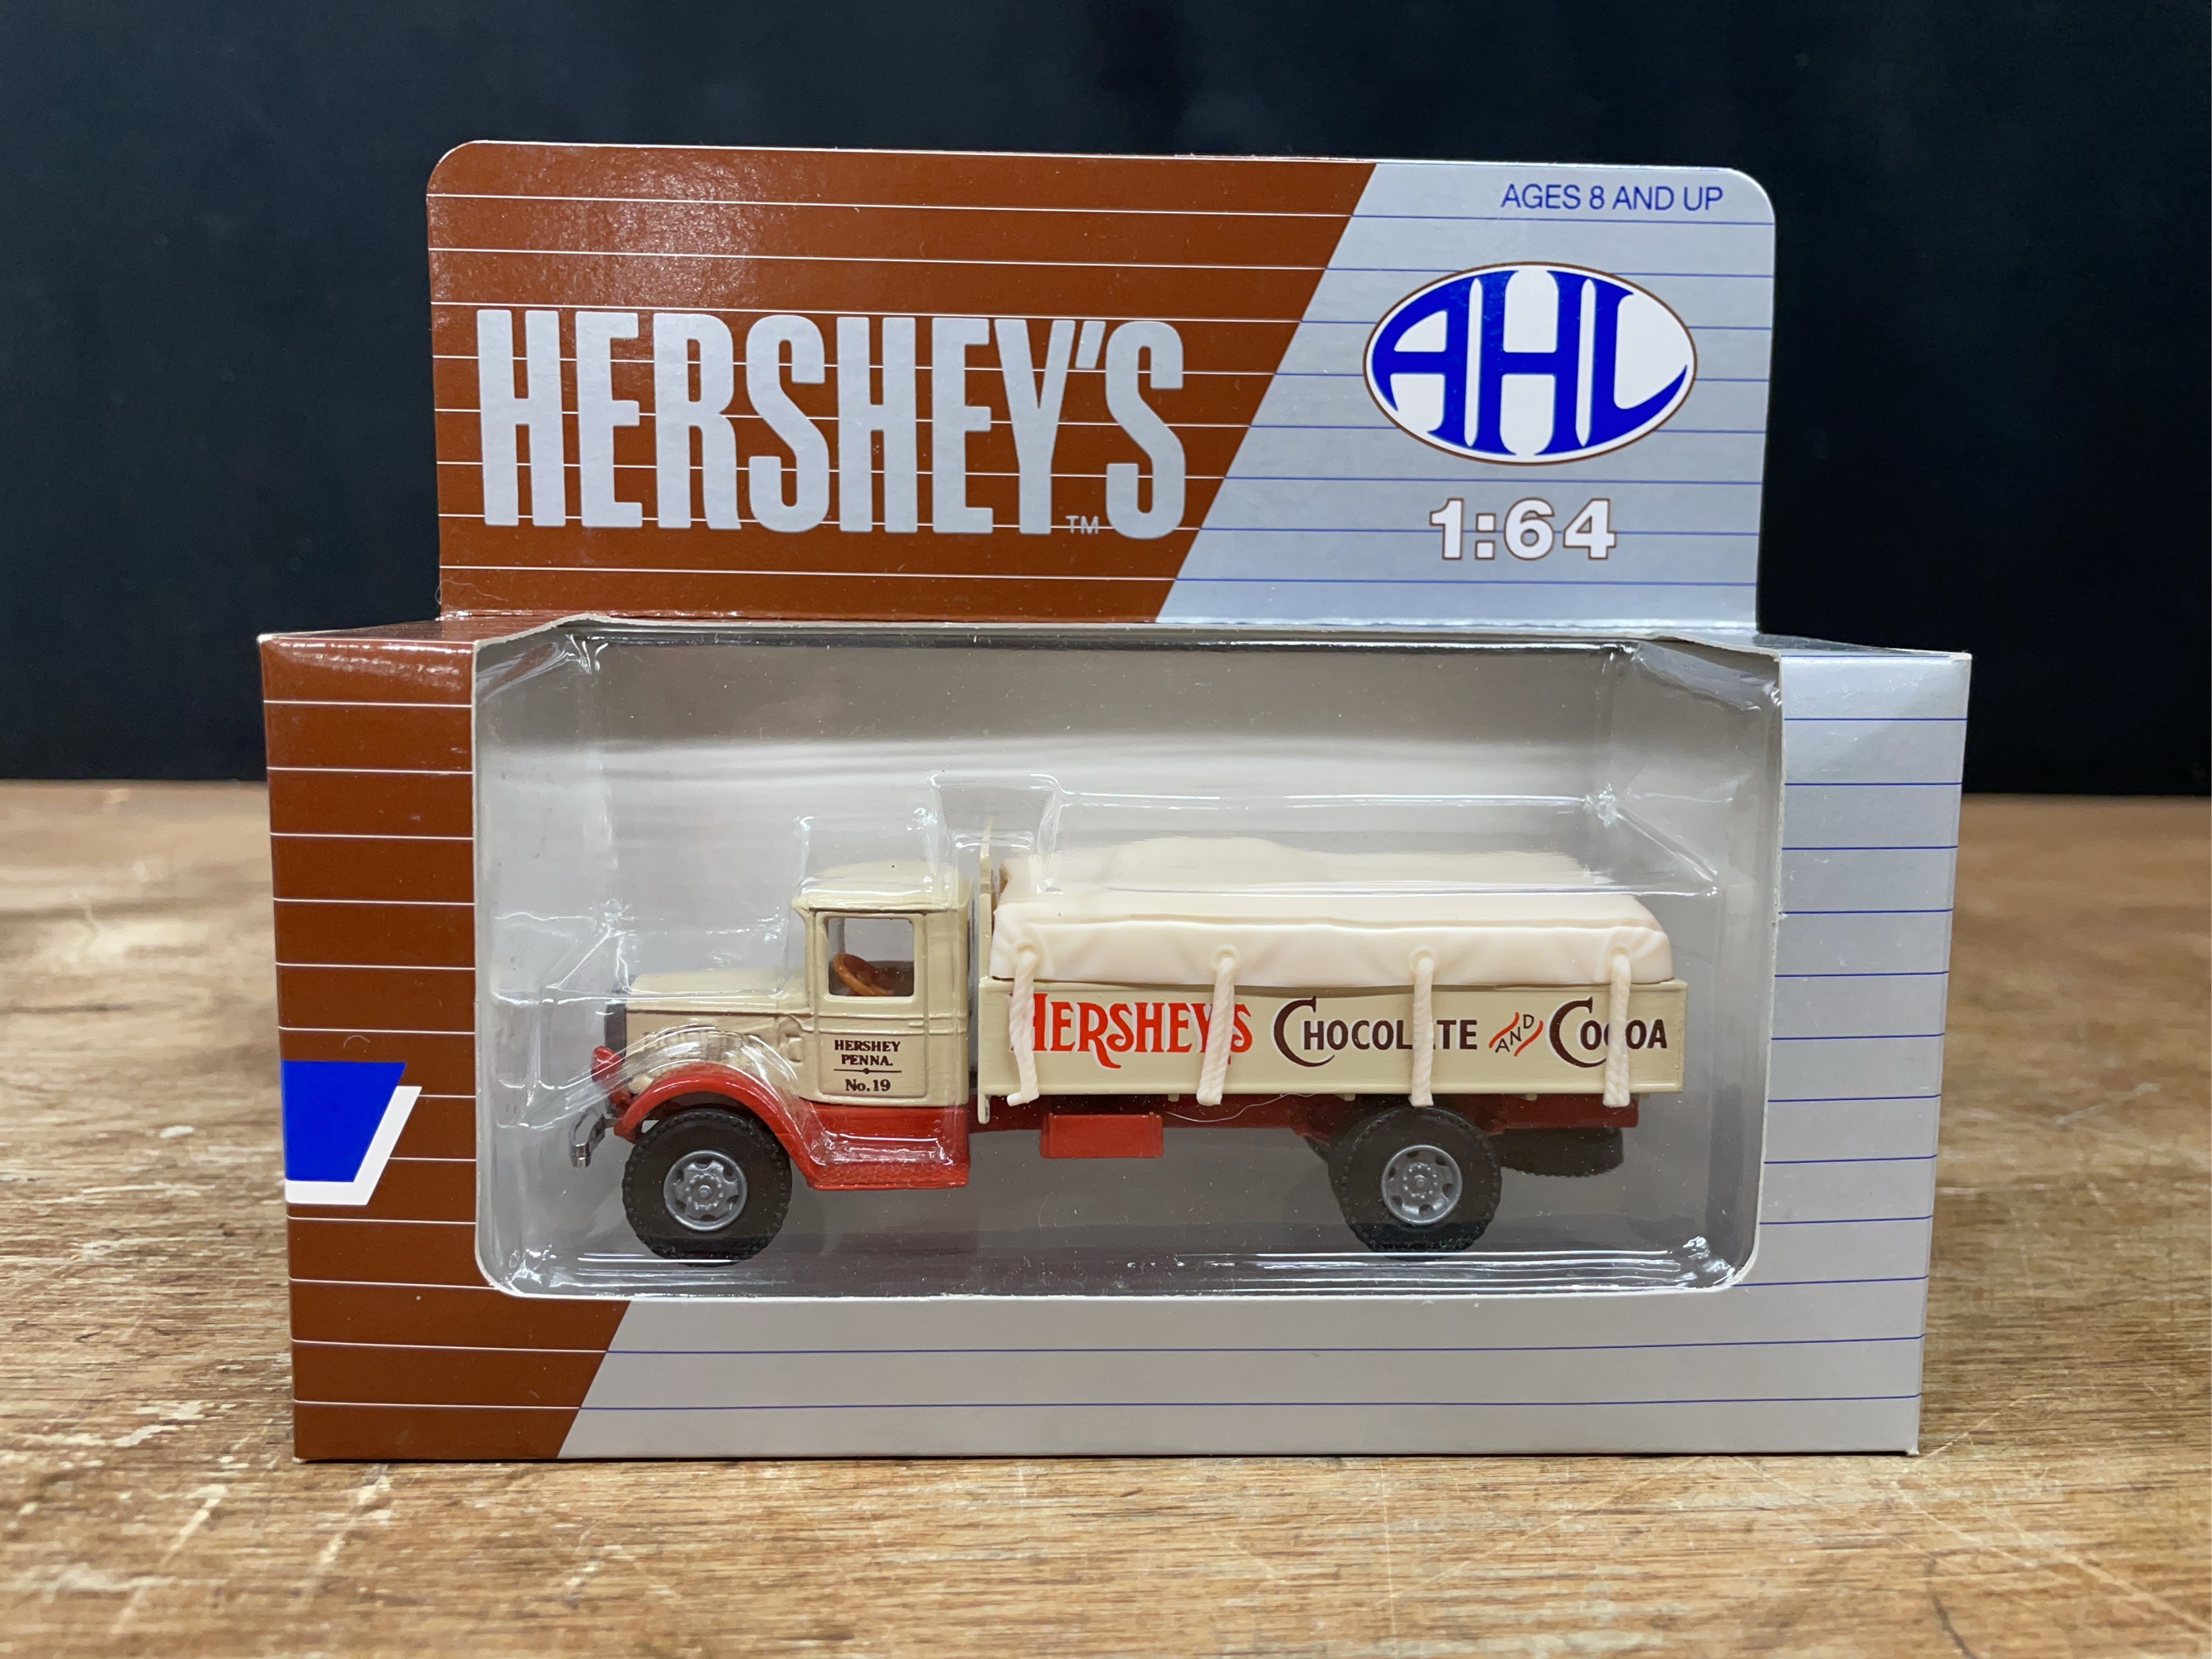 AGES 8 AND UP
HERSHEY'S
TM
AHL
1:64
HERSHEY'S CHOCOLATE AND COCOA
HERSHEY
PENNA.
No. 19